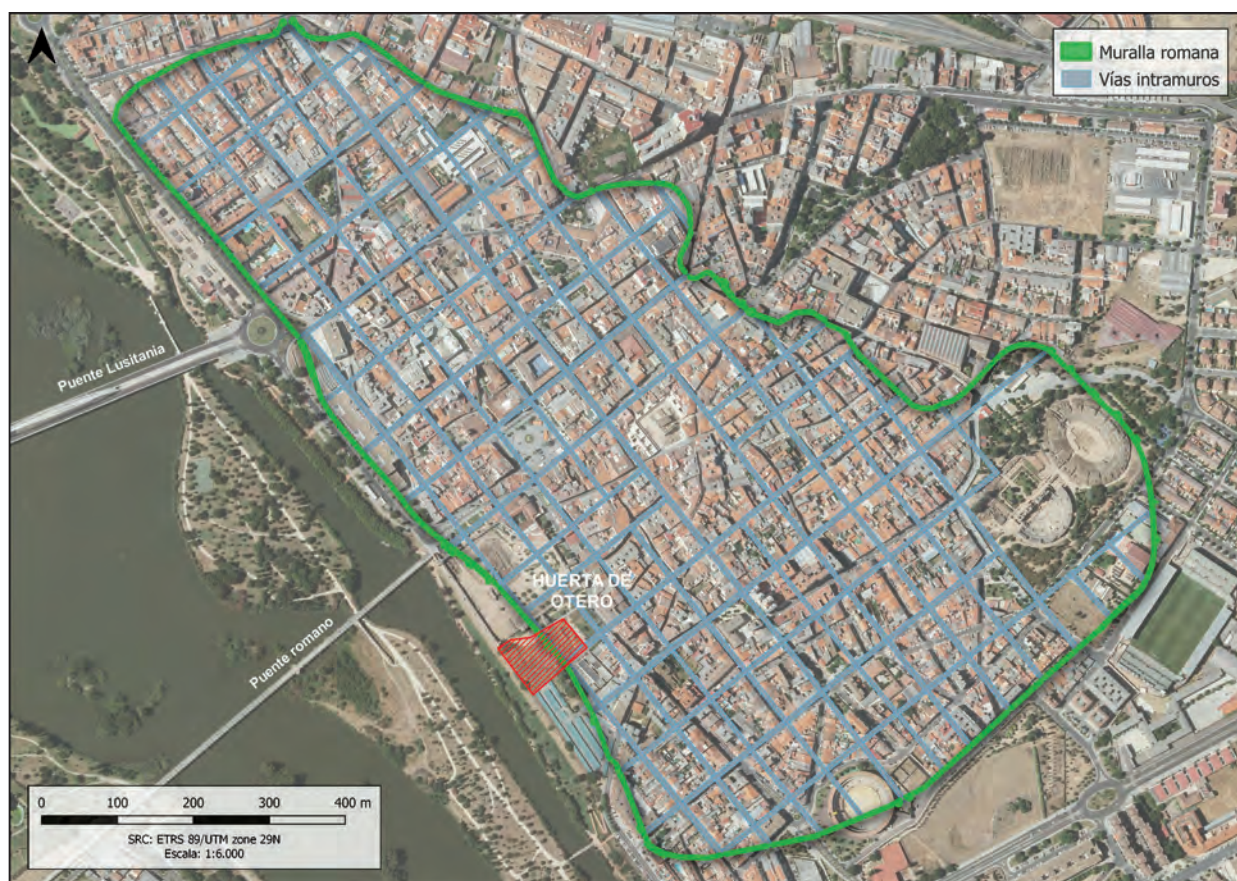 Muralla romana
Vías intramuros
Puente Lusitania
HUERTA DE
OTERO
Puente romano
0 100 200 300 400 m
SRC: ETRS 89/UTM zone 29N
Escala: 1:6.000